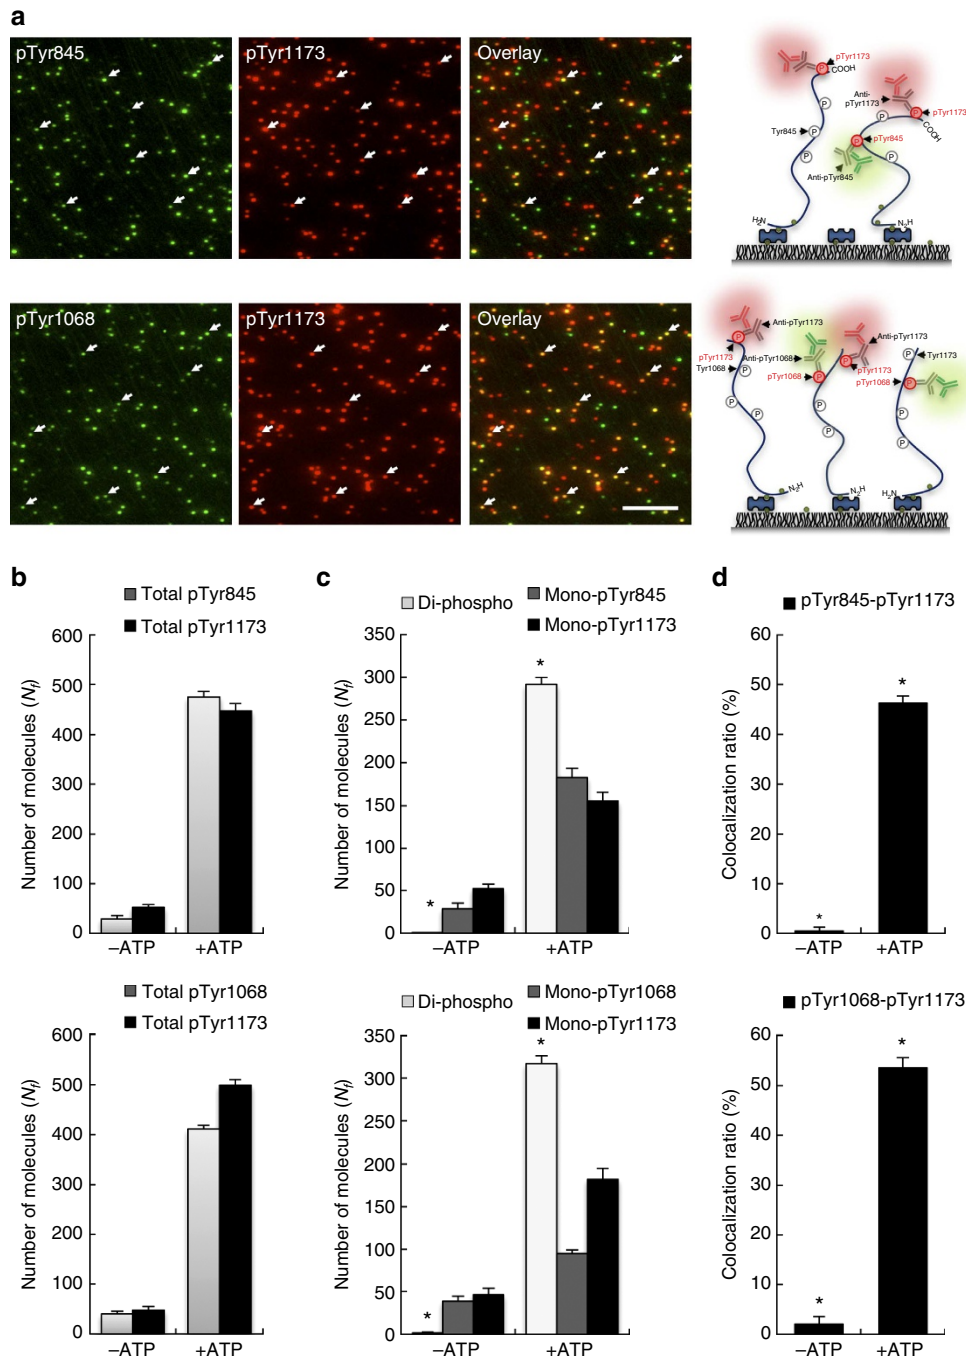 a
pTyr845
pTyr1173
Overlay
pTyr1173
COOH
Anti-
pTyr1173
pTyr1173
COOH
Tyr845
pTyr845
Anti-pTyr845
H₂N
N₂H
pTyr1068
pTyr1173
Overlay
Anti-pTyr1173
Anti-pTyr1173
pTyr1173
Anti-pTyr1068
Tyr1173
Tyr1068
pTyr1173
pTyr1068
pTyr1068
N₂H
N₂H
H₂N
P P P P P P P
P P P P P P P P P P P
b
Total pTyr845
Total pTyr1173
Number of molecules (Nf)
600
500
400
300
200
100
0
–ATP +ATP
c
Di-phospho
Mono-pTyr845
Mono-pTyr1173
Number of molecules (Nf)
350
300
250
200
150
100
50
0
*
*
–ATP +ATP
d
pTyr845-pTyr1173
Colocalization ratio (%)
60
50
40
30
20
10
0
*
*
–ATP +ATP
Total pTyr1068
Total pTyr1173
Number of molecules (Nf)
600
500
400
300
200
100
0
–ATP +ATP
Di-phospho
Mono-pTyr1068
Mono-pTyr1173
Number of molecules (Nf)
350
300
250
200
150
100
50
0
*
*
–ATP +ATP
pTyr1068-pTyr1173
Colocalization ratio (%)
60
50
40
30
20
10
0
*
*
–ATP +ATP